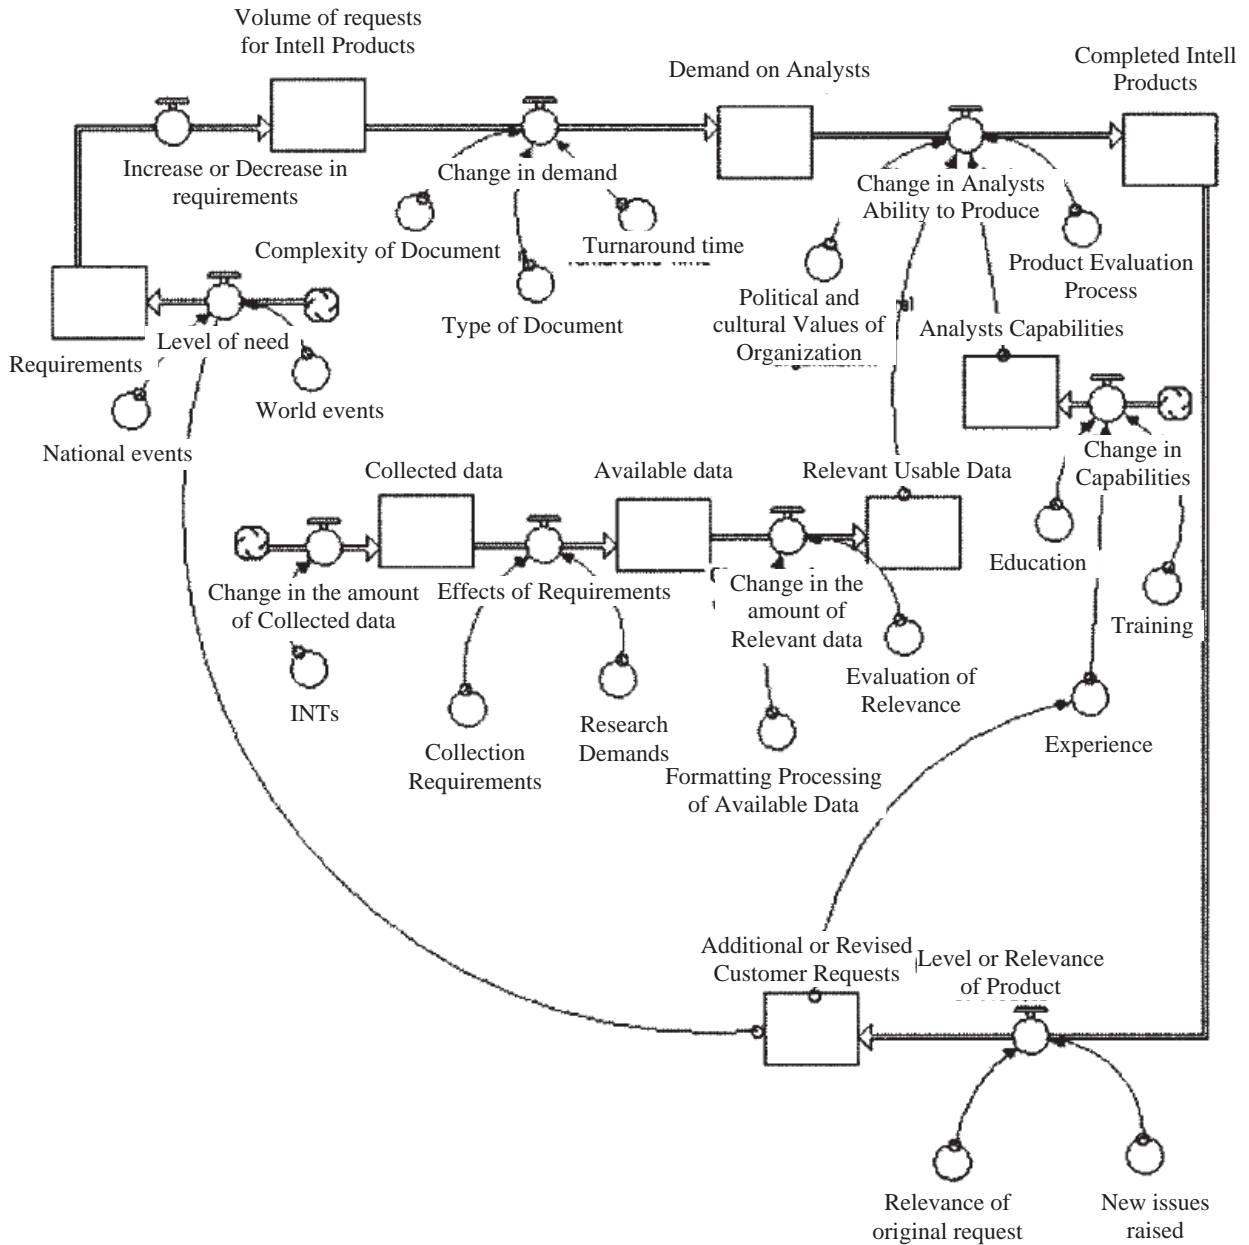 Volume of requests
for Intell Products
Demand on Analysts
Completed Intell
Products
Increase or Decrease in
requirements
Change in demand
Change in Analysts
Ability to Produce
Complexity of Document
Turnaround time
Type of Document
Political and
cultural Values of
Organization
Product Evaluation
Process
Analysts Capabilities
Requirements
Level of need
World events
National events
Change in
Capabilities
Education
Training
Experience
Collected data
Available data
Relevant Usable Data
Change in the amount
of Collected data
Effects of Requirements
Change in the
amount of
Relevant data
INTs
Collection
Requirements
Research
Demands
Formatting Processing
of Available Data
Evaluation of
Relevance
Additional or Revised
Customer Requests
Level or Relevance
of Product
Relevance of
original request
New issues
raised